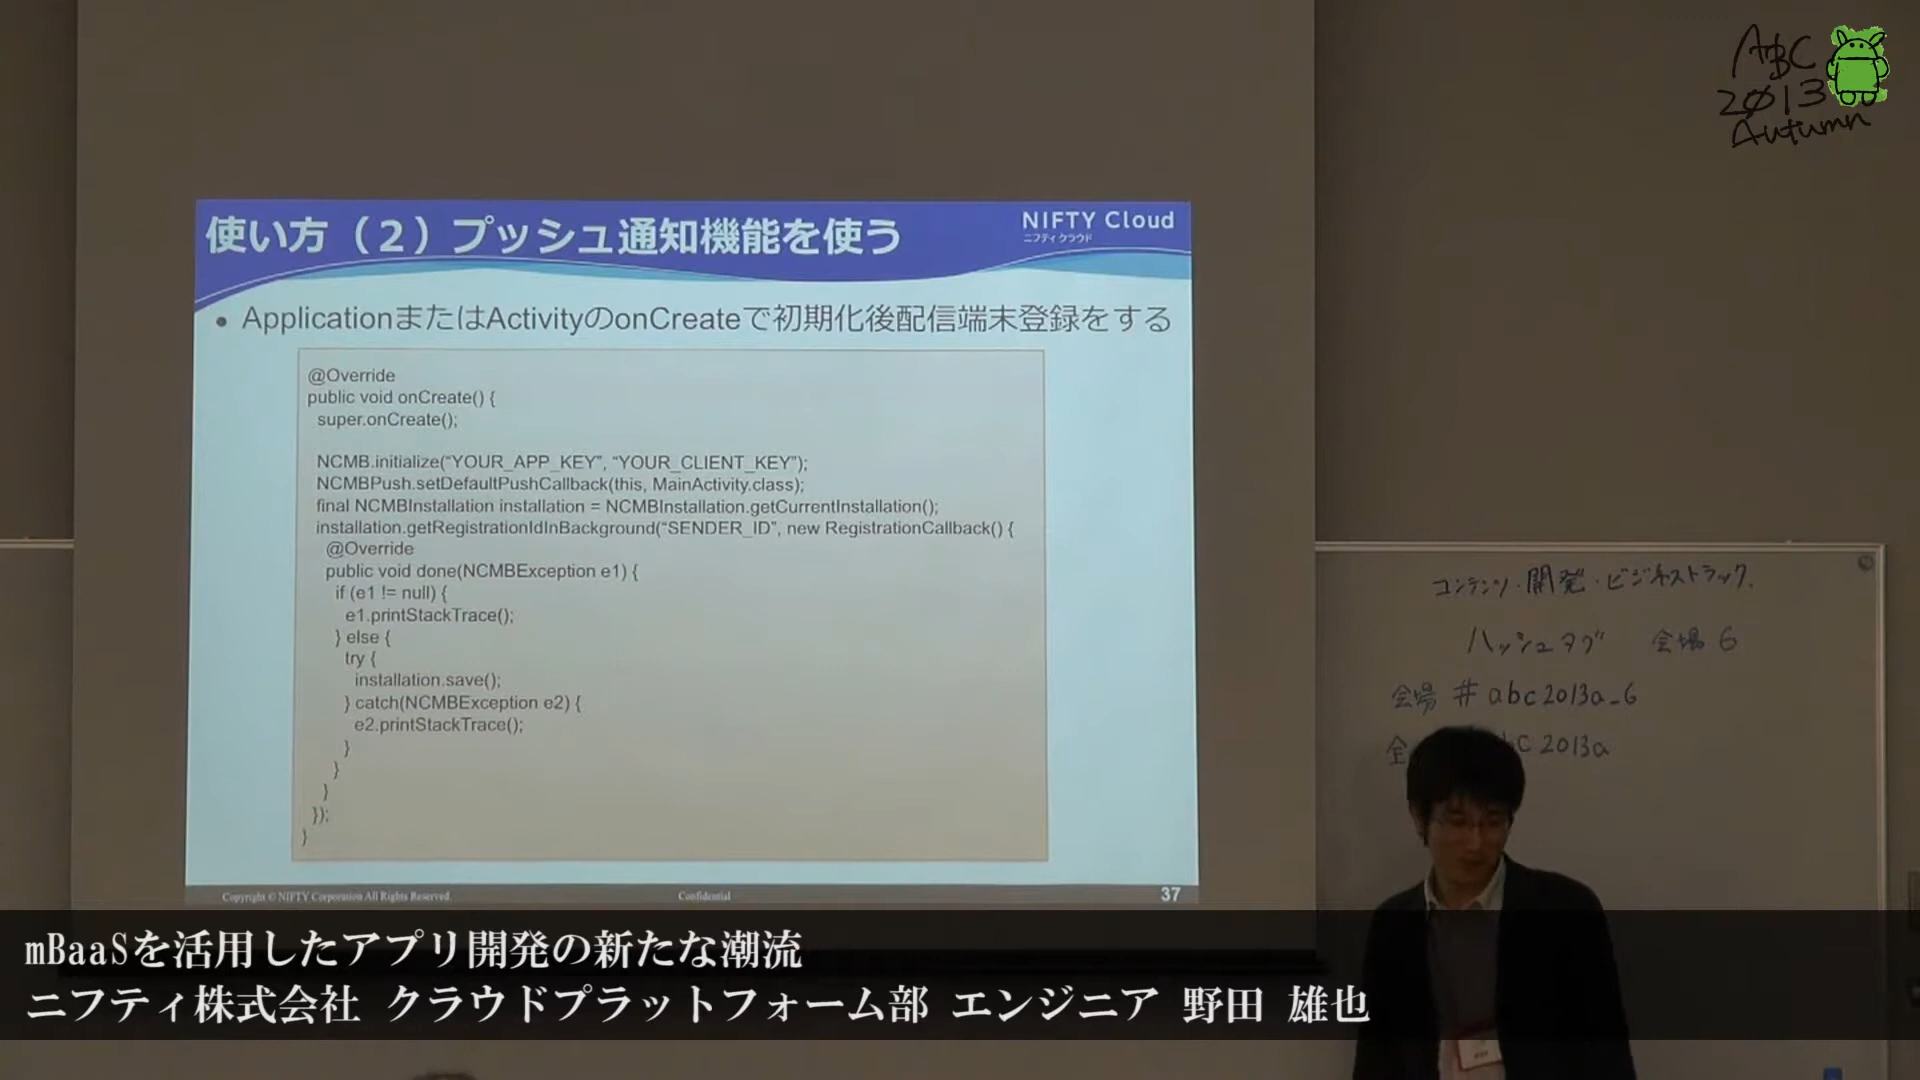 ABC
2013
Autumn
使い方（2）プッシュ通知機能を使う
NIFTY Cloud
ニフティクラウド
• ApplicationまたはActivityのonCreateで初期化後配信端末登録をする
@Override
public void onCreate() {
super.onCreate();
NCMB.initialize(“YOUR_APP_KEY”, “YOUR_CLIENT_KEY”);
NCMBPush.setDefaultPushCallback(this, MainActivity.class);
final NCMBInstallation installation = NCMBInstallation.getCurrentInstallation();
installation.getRegistrationIdInBackground(“SENDER_ID”, new RegistrationCallback() {
@Override
public void done(NCMBException e1) {
if (e1 != null) {
e1.printStackTrace();
} else {
try {
installation.save();
} catch(NCMBException e2) {
e2.printStackTrace();
}
}
}
});
}
Copyright © NIFTY Corporation All Rights Reserved.
Confidential
37
コンテンツ・開発・ビジネストラック.
ハッシュタグ 会場 6
会場 # abc2013a_6
全 bc 2013a
mBaaSを活用したアプリ開発の新たな潮流
ニフティ株式会社 クラウドプラットフォーム部 エンジニア 野田 雄也